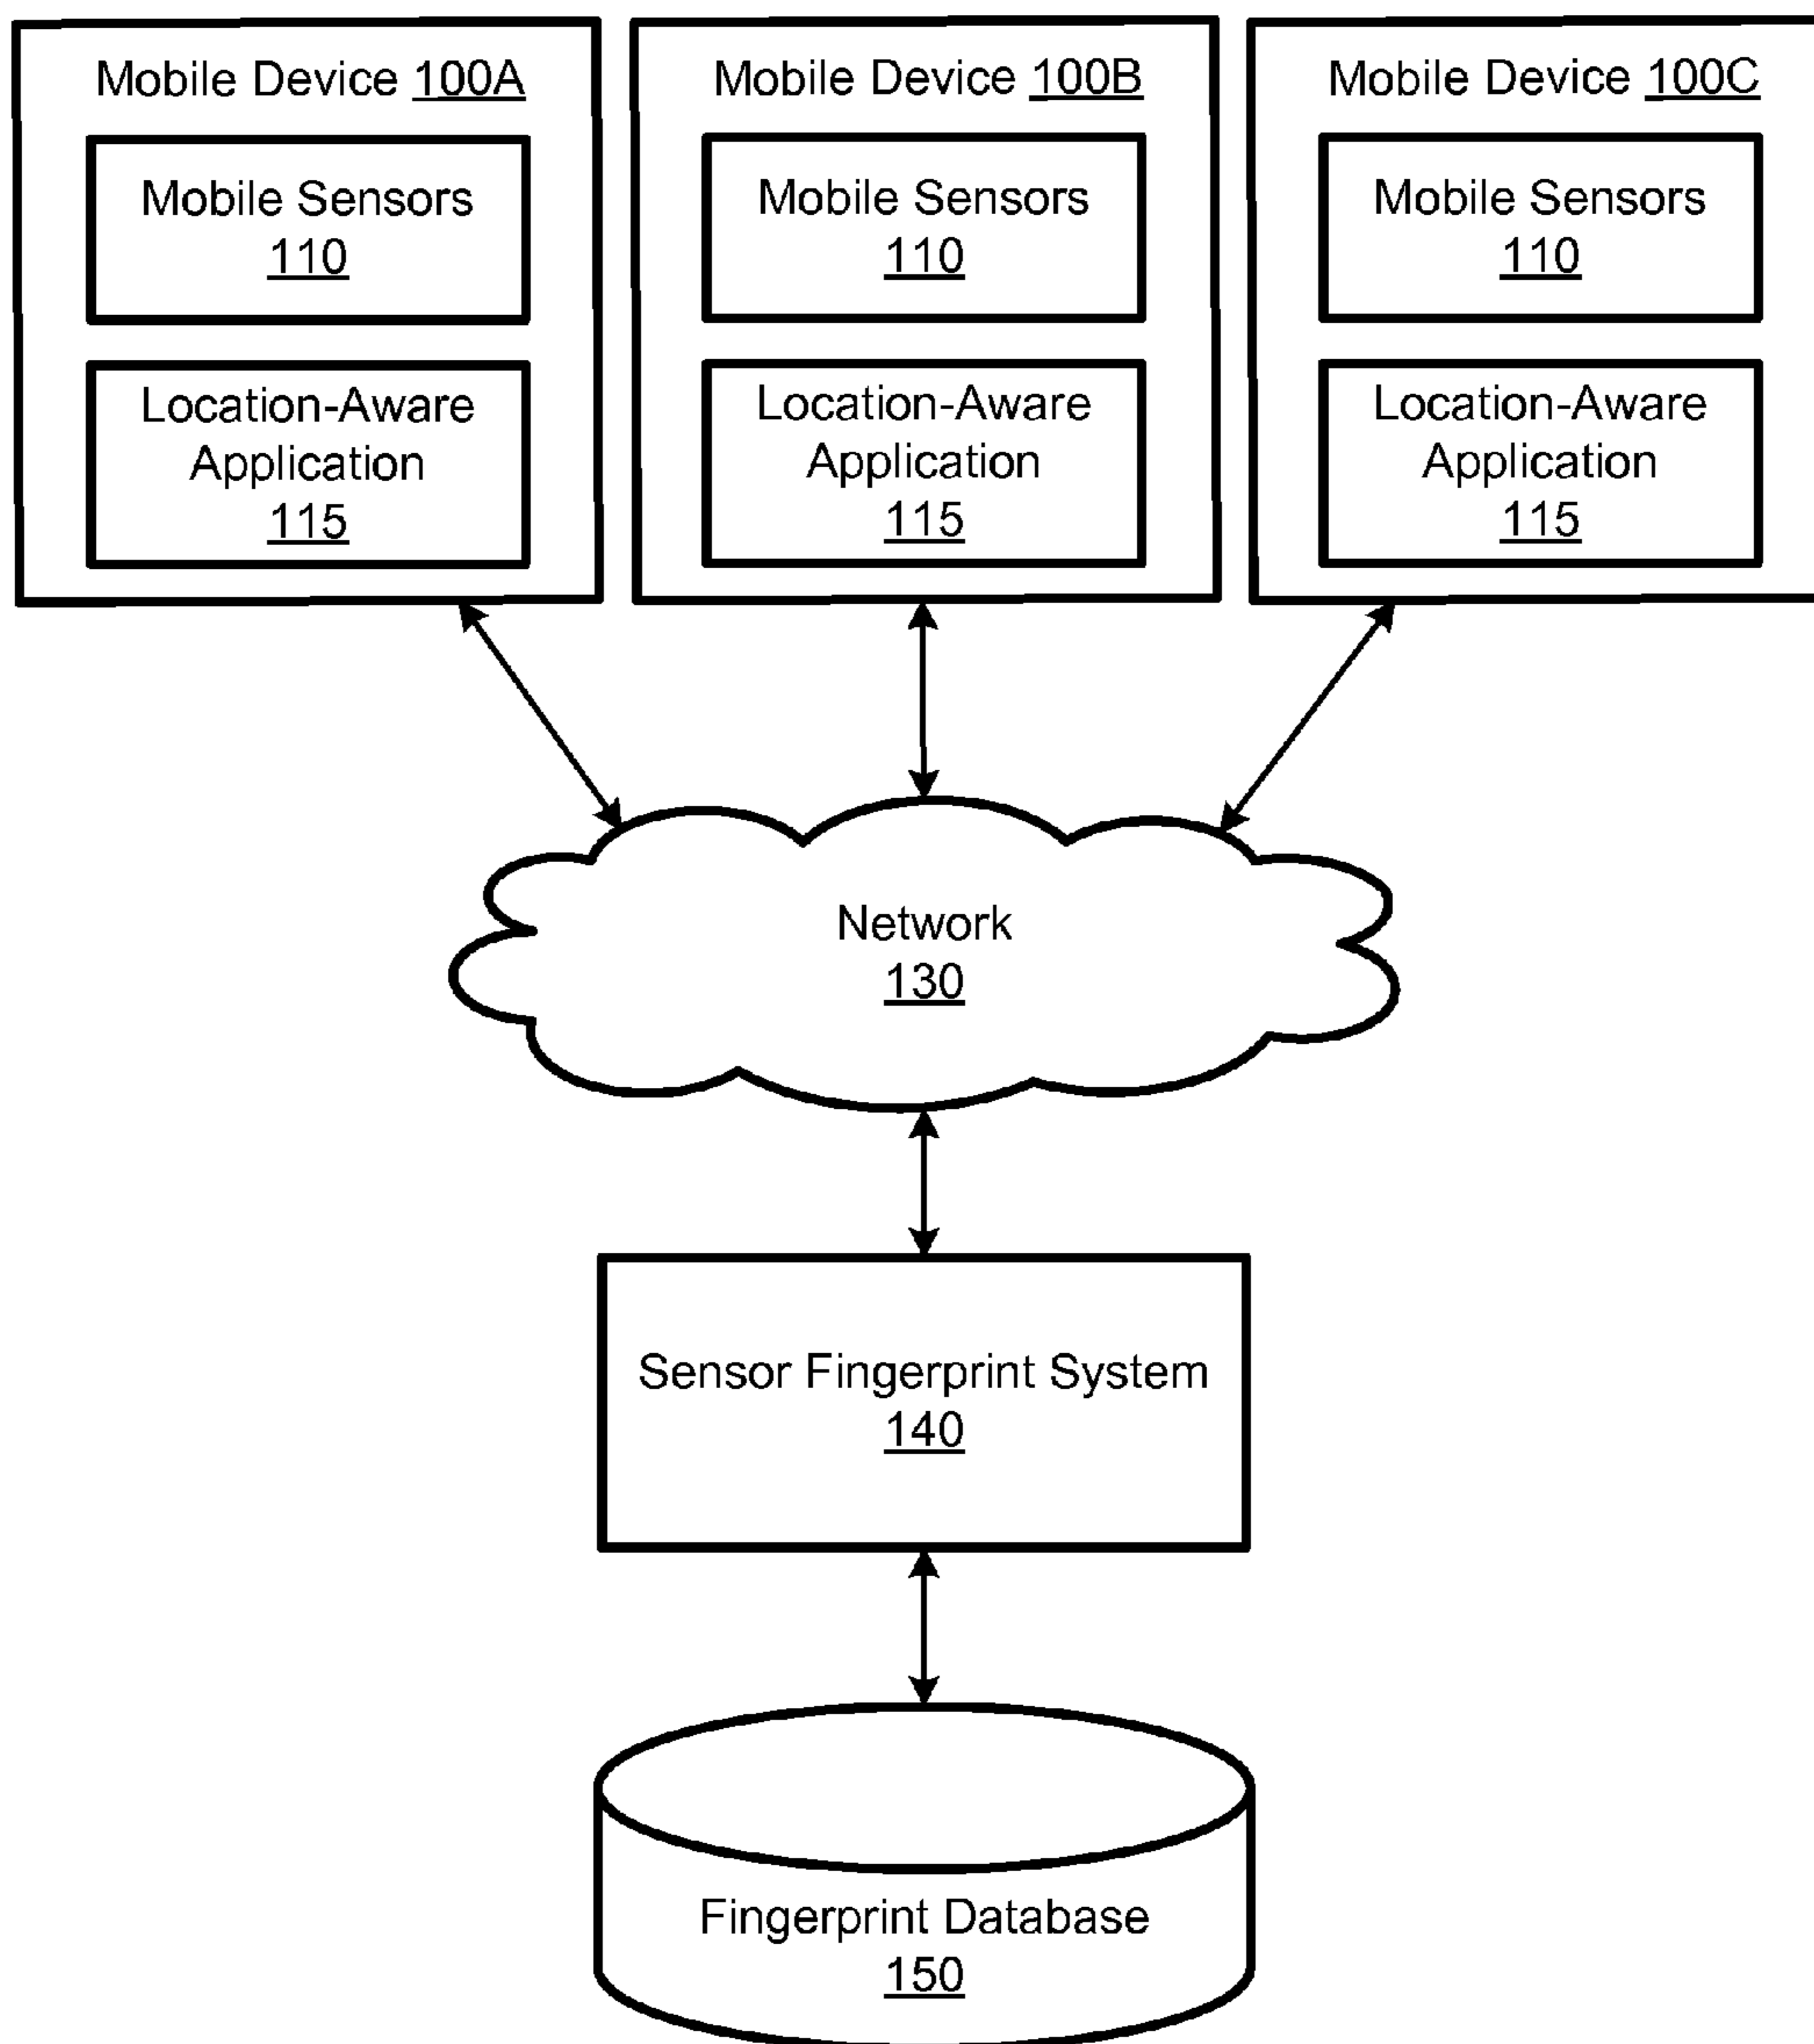 Mobile Device 100A
Mobile Sensors
110
Location-Aware
Application
115
Mobile Device 100B
Mobile Sensors
110
Location-Aware
Application
115
Mobile Device 100C
Mobile Sensors
110
Location-Aware
Application
115
Network
130
Sensor Fingerprint System
140
Fingerprint Database
150